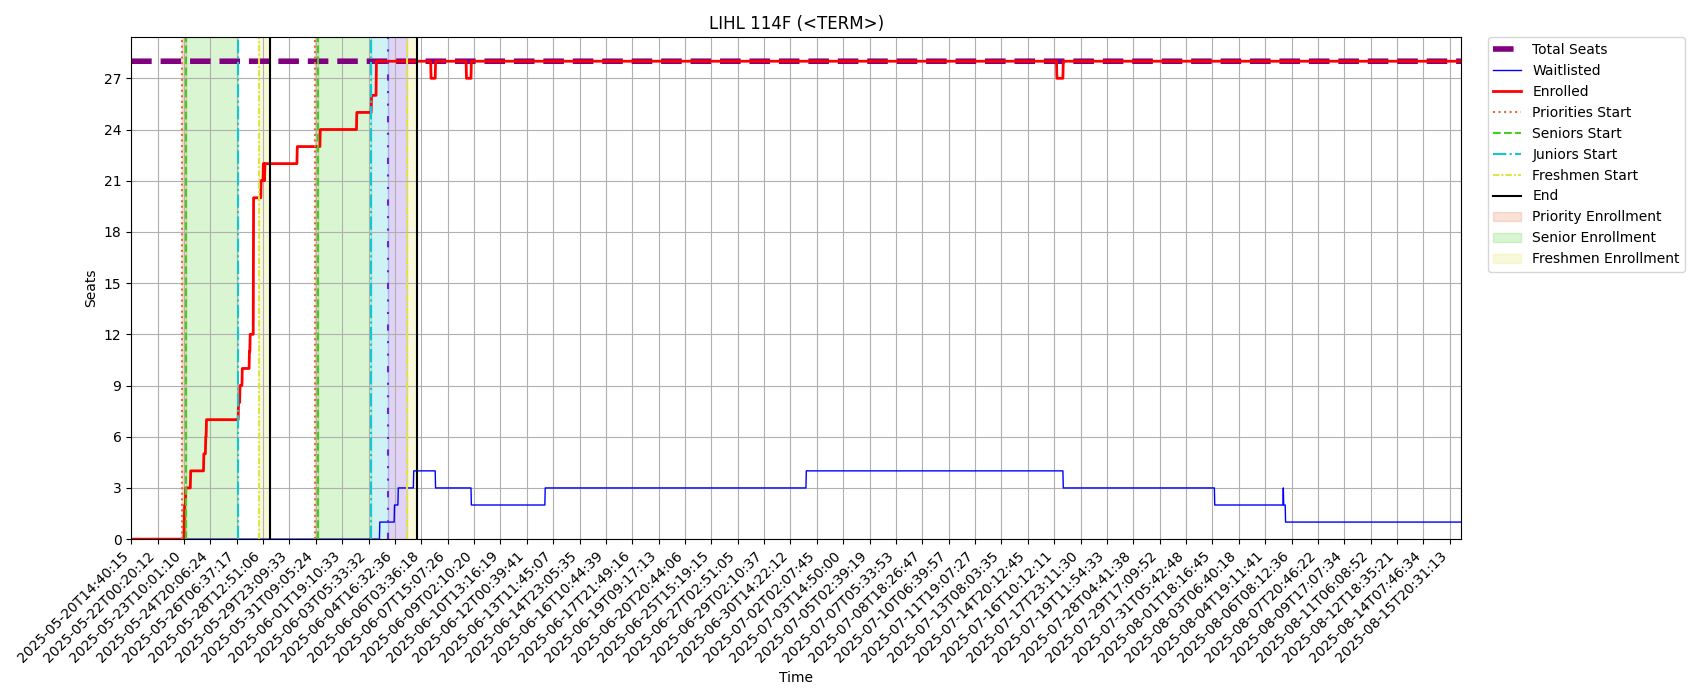 LIHL 114F (<TERM>)
Total Seats
Waitlisted
Enrolled
Priorities Start
Seniors Start
Juniors Start
Freshmen Start
End
Priority Enrollment
Senior Enrollment
Freshmen Enrollment
Seats
27
24
21
18
15
12
9
6
3
0
2025-05-20T14:40:15
2025-05-22T00:20:12
2025-05-23T10:01:10
2025-05-24T20:06:24
2025-05-26T06:37:17
2025-05-28T12:51:06
2025-05-29T23:09:33
2025-05-31T09:05:24
2025-06-01T19:10:33
2025-06-03T05:33:32
2025-06-04T16:32:36
2025-06-06T03:36:18
2025-06-07T15:07:26
2025-06-09T02:10:20
2025-06-10T13:16:19
2025-06-12T00:39:41
2025-06-13T11:45:07
2025-06-14T23:05:35
2025-06-16T10:44:39
2025-06-17T21:49:16
2025-06-19T09:17:13
2025-06-20T20:44:06
2025-06-25T15:19:15
2025-06-27T02:51:05
2025-06-29T02:10:37
2025-06-30T14:22:12
2025-07-02T02:07:45
2025-07-03T14:50:00
2025-07-05T02:39:19
2025-07-07T05:33:53
2025-07-08T18:26:47
2025-07-10T06:39:57
2025-07-11T19:07:27
2025-07-13T08:03:35
2025-07-14T20:12:45
2025-07-16T10:12:11
2025-07-17T23:11:30
2025-07-19T11:54:33
2025-07-28T04:41:38
2025-07-29T17:09:52
2025-07-31T05:42:48
2025-08-01T18:16:45
2025-08-03T06:40:18
2025-08-04T19:11:41
2025-08-06T08:12:36
2025-08-07T20:46:22
2025-08-09T17:07:34
2025-08-11T06:08:52
2025-08-12T18:35:21
2025-08-14T07:46:34
2025-08-15T20:31:13
Time